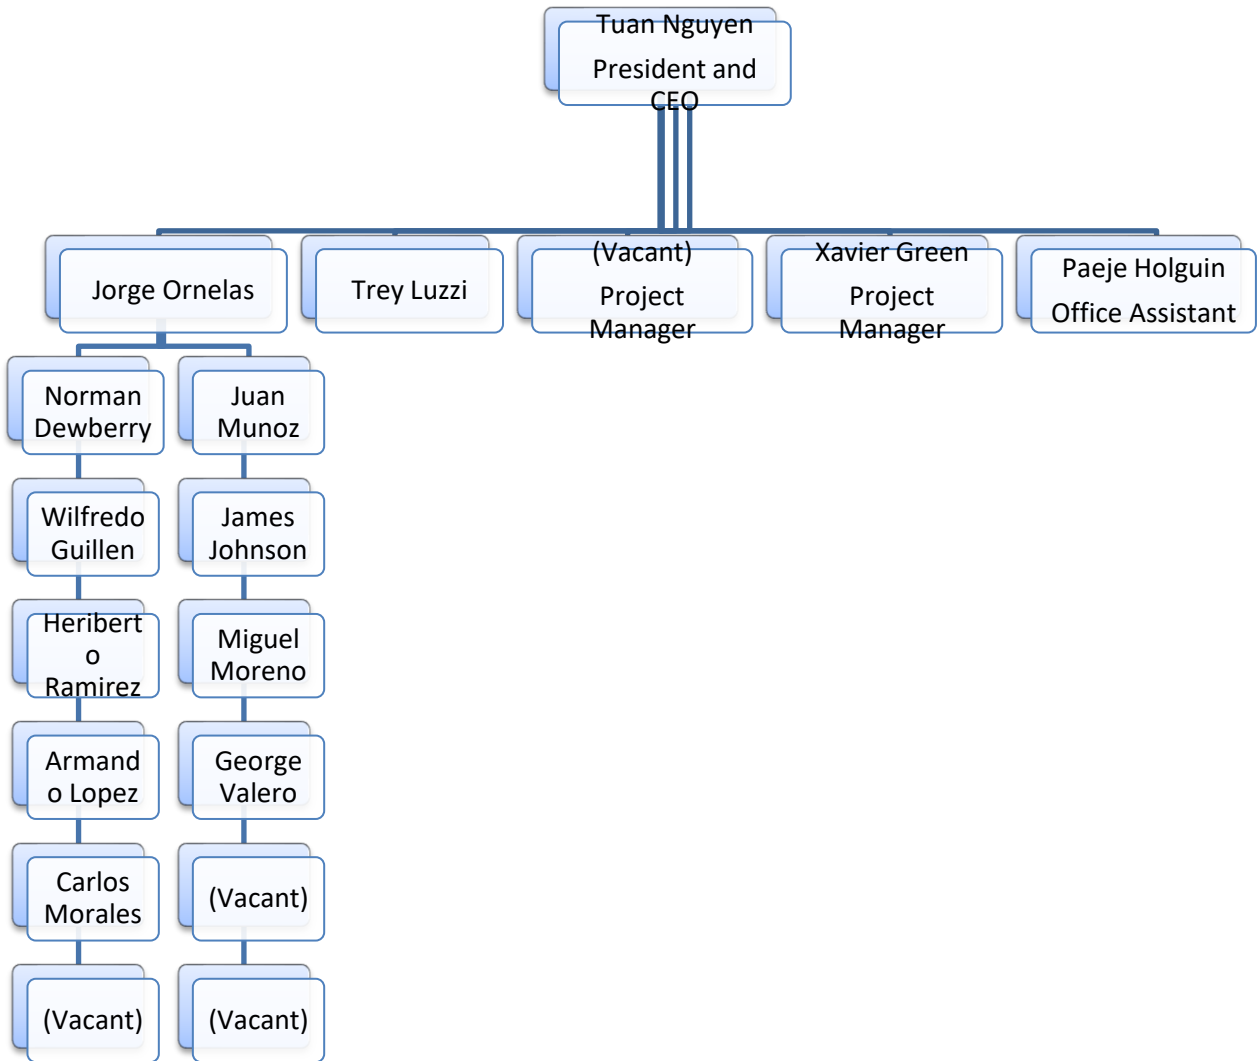 Tuan Nguyen
President and
CEO
Jorge Ornelas
Trey Luzzi
(Vacant)
Project
Manager
Xavier Green
Project
Manager
Paeje Holguin
Office Assistant
Norman
Dewberry
Juan
Munoz
Wilfredo
Guillen
James
Johnson
Heribert
o
Ramirez
Miguel
Moreno
Armand
o Lopez
George
Valero
Carlos
Morales
(Vacant)
(Vacant)
(Vacant)